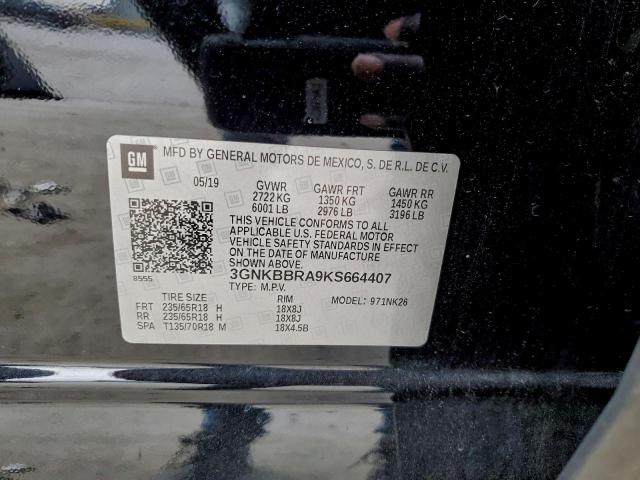 GM MFD BY GENERAL MOTORS DE MEXICO, S. DE R.L. DE C.V.
05/19 GVWR GAWR FRT GAWR RR
2722 KG 1350 KG 1450 KG
6001 LB 2976 LB 3196 LB
THIS VEHICLE CONFORMS TO ALL
APPLICABLE U.S. FEDERAL MOTOR
VEHICLE SAFETY STANDARDS IN EFFECT
ON THE DATE OF MANUFACTURE
SHOWN ABOVE.
8555 3GNKBBRA9KS664407
TYPE: M.P.V.
TIRE SIZE RIM MODEL: 971NK26
FRT 235/65R18 H 18X8J
RR 235/65R18 H 18X8J
SPA T135/70R18 M 18X4.5B